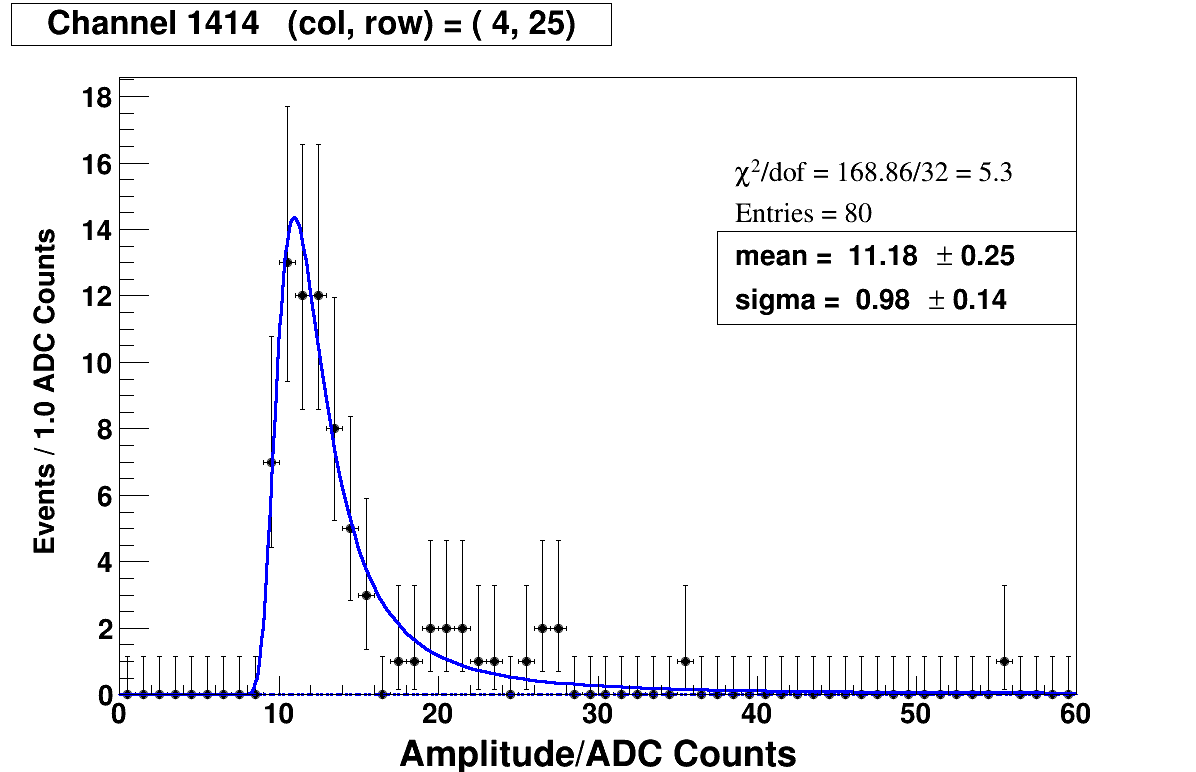 Channel 1414 (col, row) = ( 4, 25)
18
16
14
12
10
8
6
4
2
0
Events / 1.0 ADC Counts
χ²/dof = 168.86/32 = 5.3
Entries = 80
mean = 11.18 ± 0.25
sigma = 0.98 ± 0.14
0 10 20 30 40 50 60
Amplitude/ADC Counts